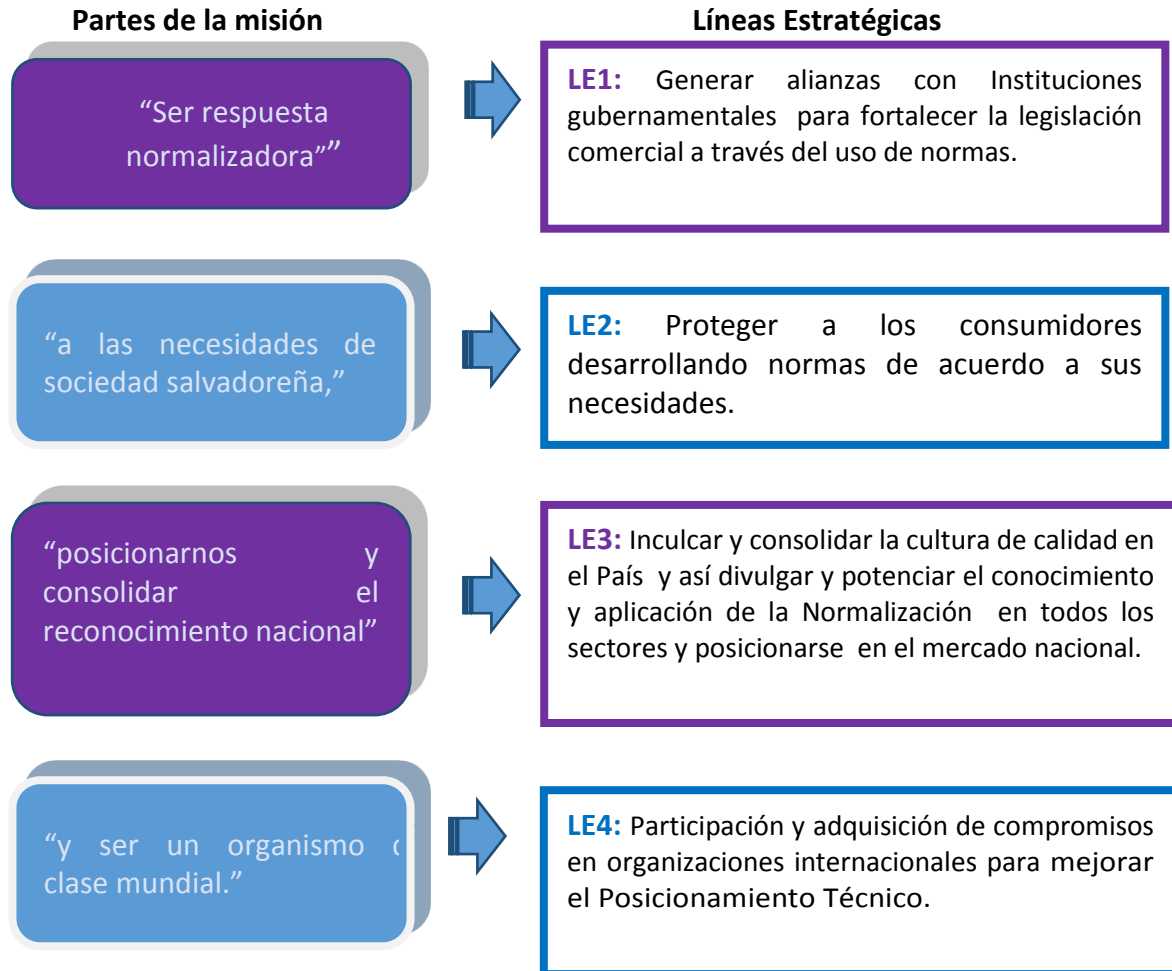 Partes de la misión
Líneas Estratégicas
“Ser respuesta
normalizadora””
LE1: Generar alianzas con Instituciones
gubernamentales para fortalecer la legislación
comercial a través del uso de normas.
“a las necesidades de
sociedad salvadoreña,”
LE2: Proteger a los consumidores
desarrollando normas de acuerdo a sus
necesidades.
“posicionarnos y
consolidar el
reconocimiento nacional”
LE3: Inculcar y consolidar la cultura de calidad en
el País y así divulgar y potenciar el conocimiento
y aplicación de la Normalización en todos los
sectores y posicionarse en el mercado nacional.
“y ser un organismo
clase mundial.”
LE4: Participación y adquisición de compromisos
en organizaciones internacionales para mejorar
el Posicionamiento Técnico.